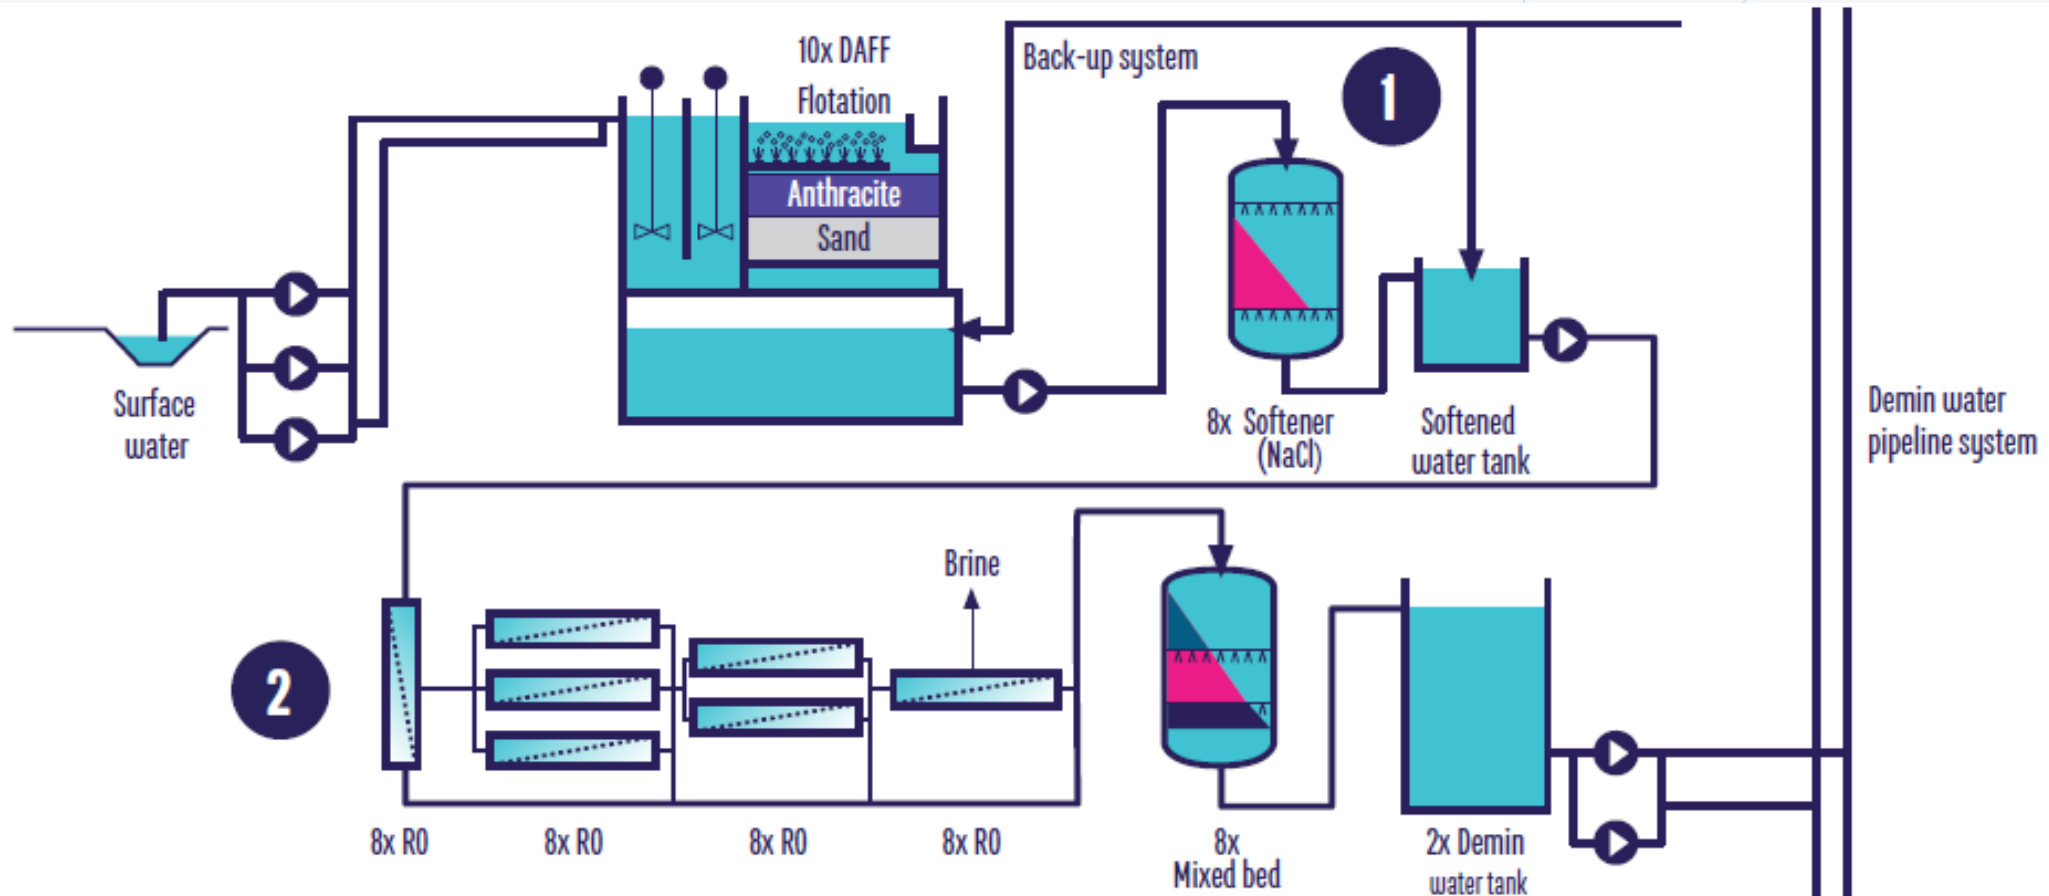 10x DAFF
Flotation
Back-up system
1
Anthracite
Sand
Surface
water
8x Softener
(NaCl)
Softened
water tank
Demin water
pipeline system
Brine
2
8x RO
8x RO
8x RO
8x RO
8x
Mixed bed
2x Demin
water tank